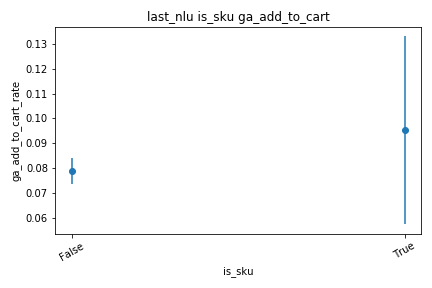 last_nlu is_sku ga_add_to_cart
ga_add_to_cart_rate
0.13
0.12
0.11
0.10
0.09
0.08
0.07
0.06
False
True
is_sku